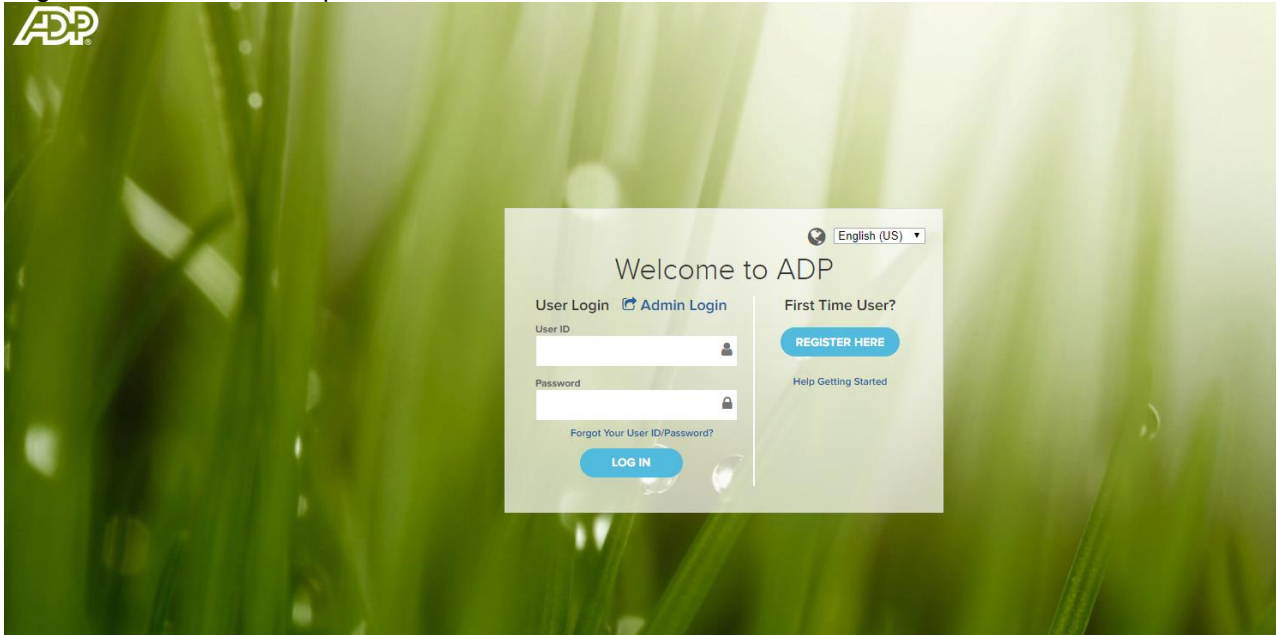 ADP
English (US)
Welcome to ADP
User Login Admin Login
User ID
Password
Forgot Your User ID/Password?
LOG IN
First Time User?
REGISTER HERE
Help Getting Started